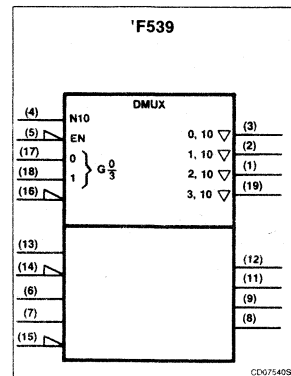 'F539
DMUX
(4) N10
(5) EN
0, 10 ▽ (3)
(17) 0
1, 10 ▽ (2)
(18) 1 } G 0/3
2, 10 ▽ (1)
(16)
3, 10 ▽ (19)
(13)
(14) (12)
(11)
(6) (9)
(7) (8)
(15)
CD07540S